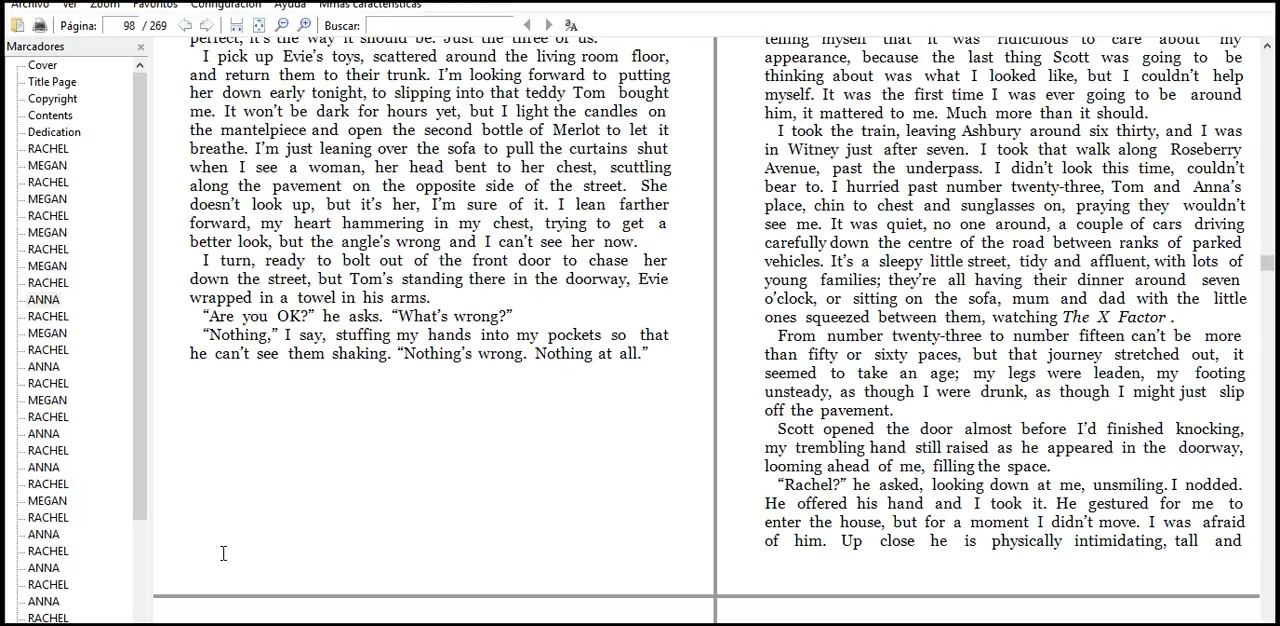 Archivo Ver Zoom Favoritos Configuración Ayuda Minas características
Página: 98 / 269 Buscar:
Marcadores
Cover
Title Page
Copyright
Contents
Dedication
RACHEL
MEGAN
RACHEL
MEGAN
RACHEL
MEGAN
RACHEL
MEGAN
RACHEL
ANNA
RACHEL
MEGAN
RACHEL
ANNA
RACHEL
MEGAN
RACHEL
ANNA
RACHEL
ANNA
RACHEL
MEGAN
RACHEL
ANNA
RACHEL
ANNA
RACHEL
ANNA
RACHEL
perfect, it’s the way it should be. Just the three of us.
I pick up Evie’s toys, scattered around the living room floor,
and return them to their trunk. I’m looking forward to putting
her down early tonight, to slipping into that teddy Tom bought
me. It won’t be dark for hours yet, but I light the candles on
the mantelpiece and open the second bottle of Merlot to let it
breathe. I’m just leaning over the sofa to pull the curtains shut
when I see a woman, her head bent to her chest, scuttling
along the pavement on the opposite side of the street. She
doesn’t look up, but it’s her, I’m sure of it. I lean farther
forward, my heart hammering in my chest, trying to get a
better look, but the angle’s wrong and I can’t see her now.
I turn, ready to bolt out of the front door to chase her
down the street, but Tom’s standing there in the doorway, Evie
wrapped in a towel in his arms.
“Are you OK?” he asks. “What’s wrong?”
“Nothing,” I say, stuffing my hands into my pockets so that
he can’t see them shaking. “Nothing’s wrong. Nothing at all.”
telling myself that it was ridiculous to care about my
appearance, because the last thing Scott was going to be
thinking about was what I looked like, but I couldn’t help
myself. It was the first time I was ever going to be around
him, it mattered to me. Much more than it should.
I took the train, leaving Ashbury around six thirty, and I was
in Witney just after seven. I took that walk along Roseberry
Avenue, past the underpass. I didn’t look this time, couldn’t
bear to. I hurried past number twenty-three, Tom and Anna’s
place, chin to chest and sunglasses on, praying they wouldn’t
see me. It was quiet, no one around, a couple of cars driving
carefully down the centre of the road between ranks of parked
vehicles. It’s a sleepy little street, tidy and affluent, with lots of
young families; they’re all having their dinner around seven
o’clock, or sitting on the sofa, mum and dad with the little
ones squeezed between them, watching The X Factor .
From number twenty-three to number fifteen can’t be more
than fifty or sixty paces, but that journey stretched out, it
seemed to take an age; my legs were leaden, my footing
unsteady, as though I were drunk, as though I might just slip
off the pavement.
Scott opened the door almost before I’d finished knocking,
my trembling hand still raised as he appeared in the doorway,
looming ahead of me, filling the space.
“Rachel?” he asked, looking down at me, unsmiling. I nodded.
He offered his hand and I took it. He gestured for me to
enter the house, but for a moment I didn’t move. I was afraid
of him. Up close he is physically intimidating, tall and